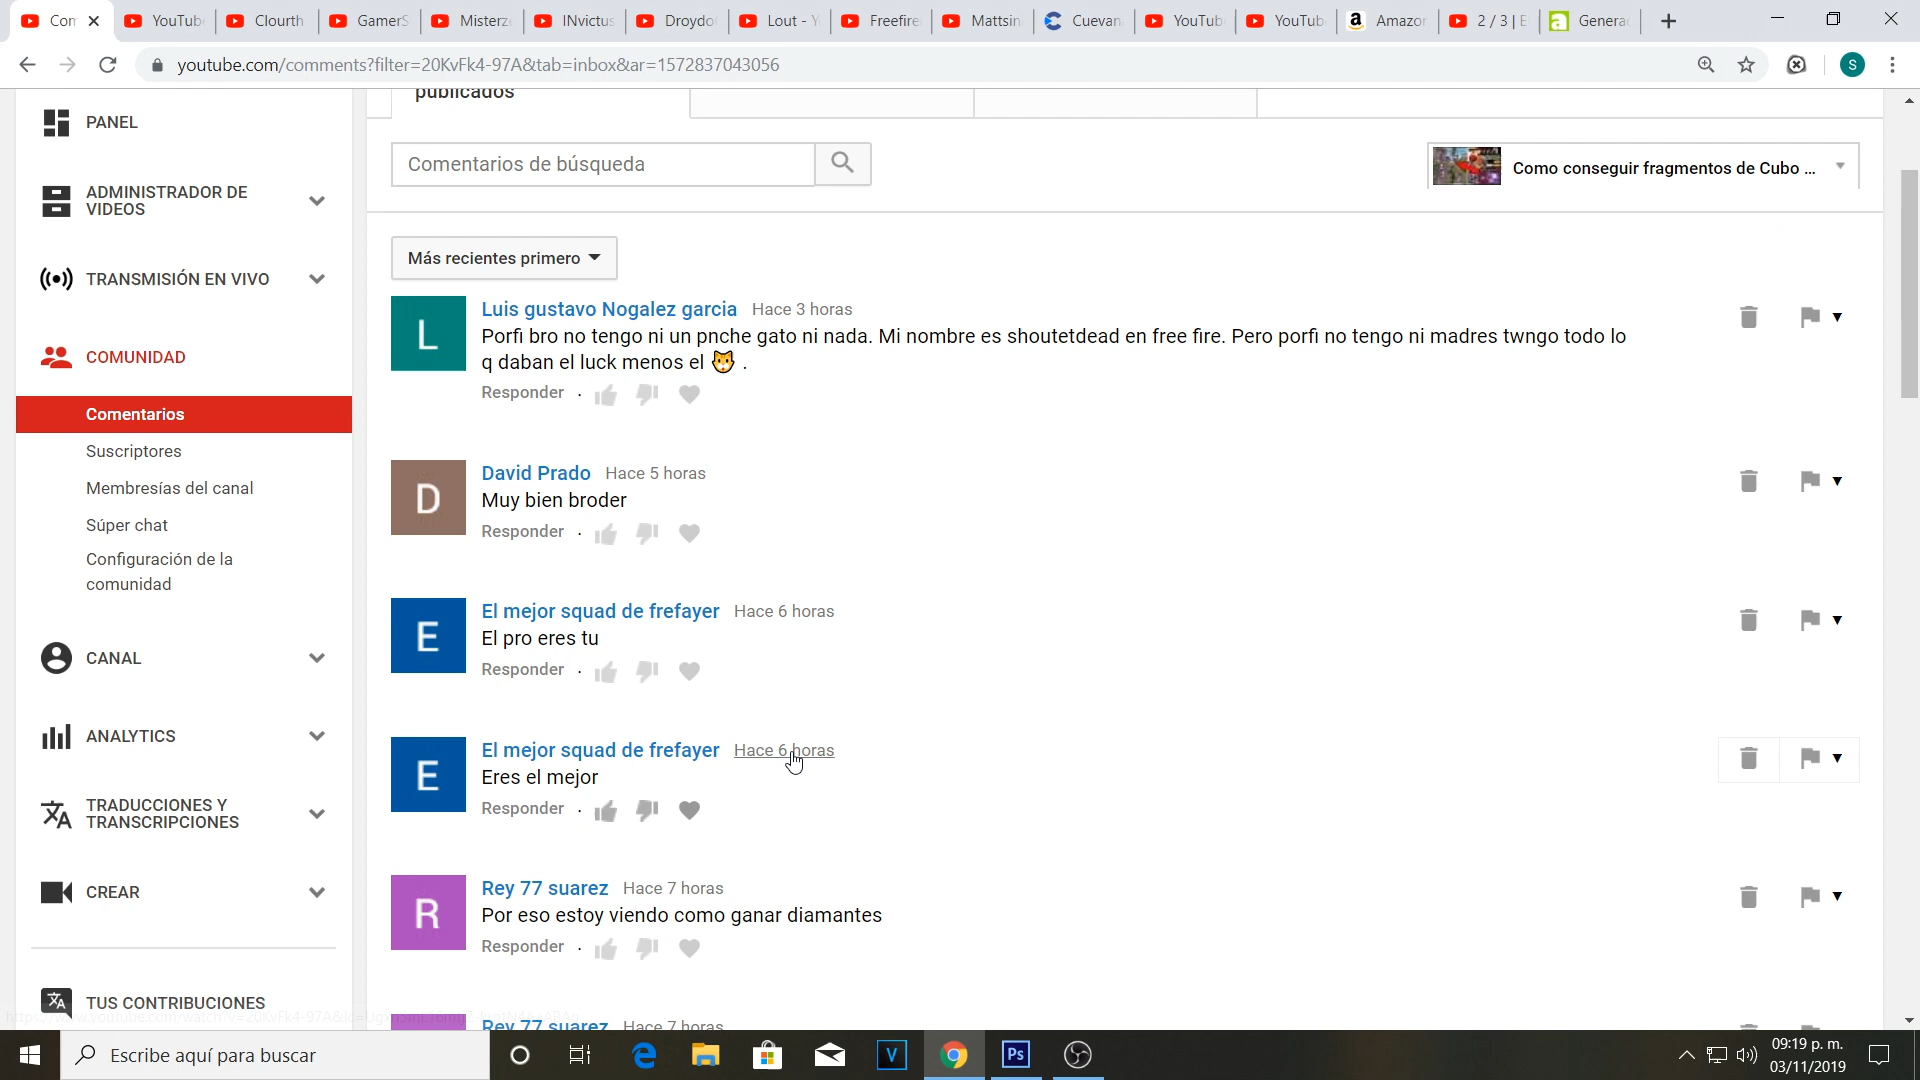 Com
YouTub
Clourth
GamerS
Misterz
INvictus
Droydo
Lout - Y
Freefire
Mattsin
Cuevan
YouTub
YouTub
Amazon
2 / 3 | E
Generac
youtube.com/comments?filter=20KvFk4-97A&tab=inbox&ar=1572837043056
S
PANEL
ADMINISTRADOR DE
VIDEOS
TRANSMISIÓN EN VIVO
COMUNIDAD
Comentarios
Suscriptores
Membresías del canal
Súper chat
Configuración de la
comunidad
CANAL
ANALYTICS
TRADUCCIONES Y
TRANSCRIPCIONES
CREAR
TUS CONTRIBUCIONES
publicados
Comentarios de búsqueda
Como conseguir fragmentos de Cubo ...
Más recientes primero
L
Luis gustavo Nogalez garcia Hace 3 horas
Porfi bro no tengo ni un pnche gato ni nada. Mi nombre es shoutetdead en free fire. Pero porfi no tengo ni madres twngo todo lo
q daban el luck menos el 🐱 .
Responder ·
D
David Prado Hace 5 horas
Muy bien broder
Responder ·
E
El mejor squad de frefayer Hace 6 horas
El pro eres tu
Responder ·
E
El mejor squad de frefayer Hace 6 horas
Eres el mejor
Responder ·
R
Rey 77 suarez Hace 7 horas
Por eso estoy viendo como ganar diamantes
Responder ·
Rey 77 suarez Hace 7 horas
Escribe aquí para buscar
V
Ps
09:19 p. m.
03/11/2019